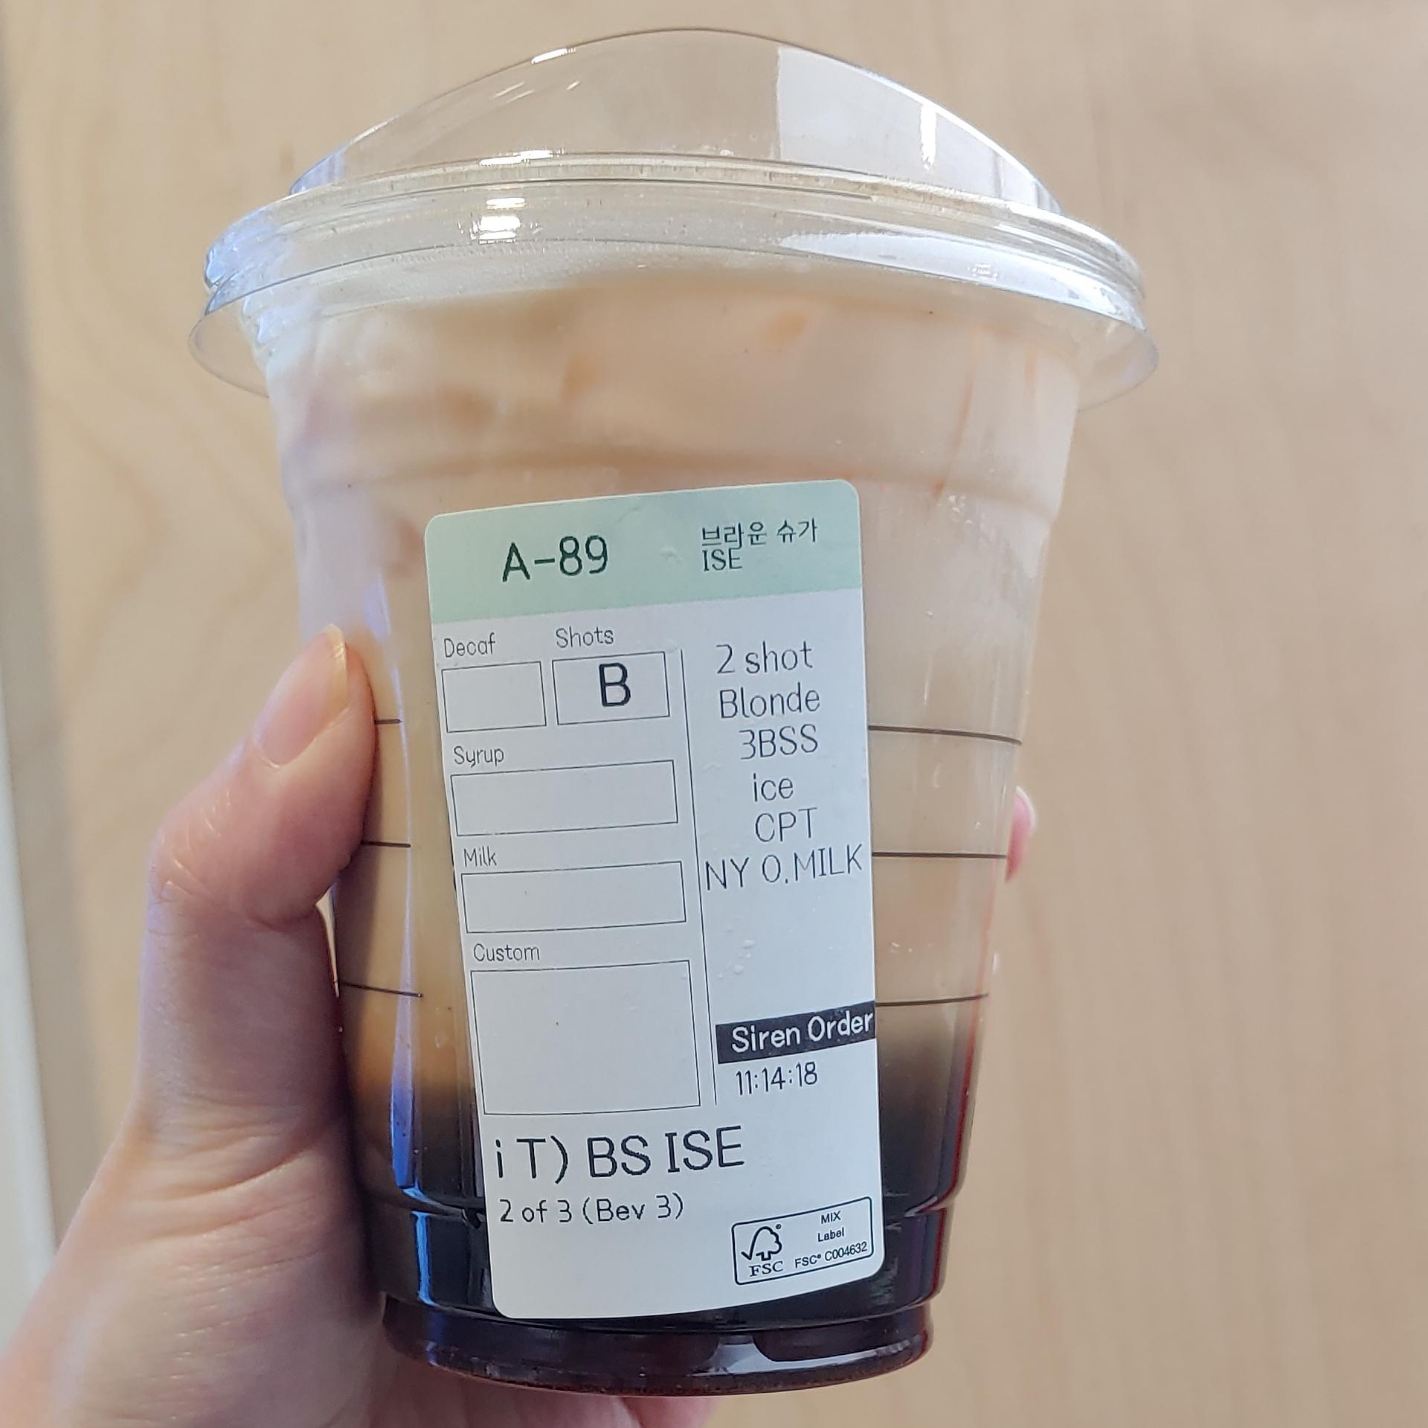 A-89
브라운 슈가
ISE
Decaf
Shots
B
Syrup
Milk
Custom
2 shot
Blonde
3BSS
ice
CPT
NY O.MILK
Siren Order
11:14:18
i T) BS ISE
2 of 3 (Bev 3)
FSC
MIX
Label
FSC® C004632